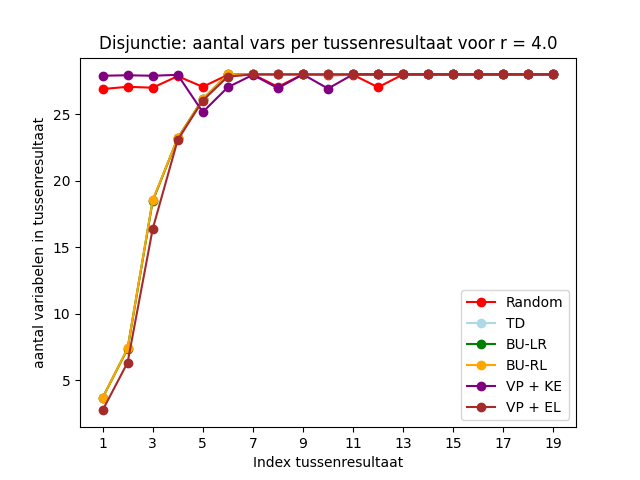 Disjunctie: aantal vars per tussenresultaat voor r = 4.0
aantal variabelen in tussenresultaat
25
20
15
10
5
Random
TD
BU-LR
BU-RL
VP + KE
VP + EL
1 3 5 7 9 11 13 15 17 19
Index tussenresultaat